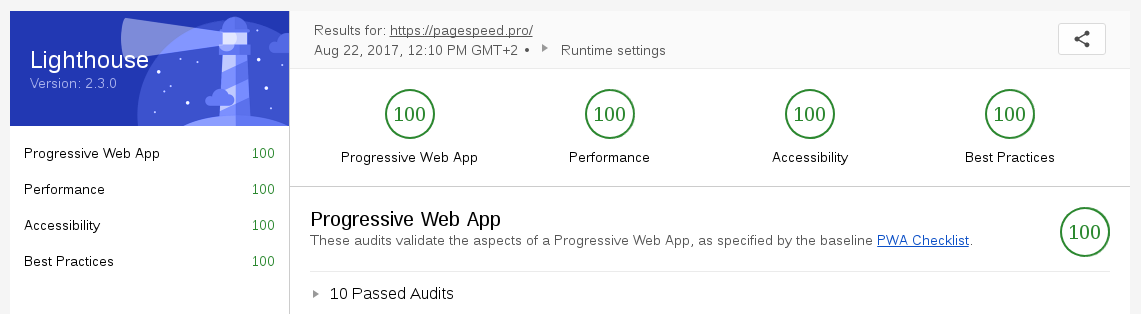 Lighthouse
Version: 2.3.0
Progressive Web App 100
Performance 100
Accessibility 100
Best Practices 100
Results for: https://pagespeed.pro/
Aug 22, 2017, 12:10 PM GMT+2 • Runtime settings
100 100 100 100
Progressive Web App Performance Accessibility Best Practices
Progressive Web App
These audits validate the aspects of a Progressive Web App, as specified by the baseline PWA Checklist.
100
10 Passed Audits